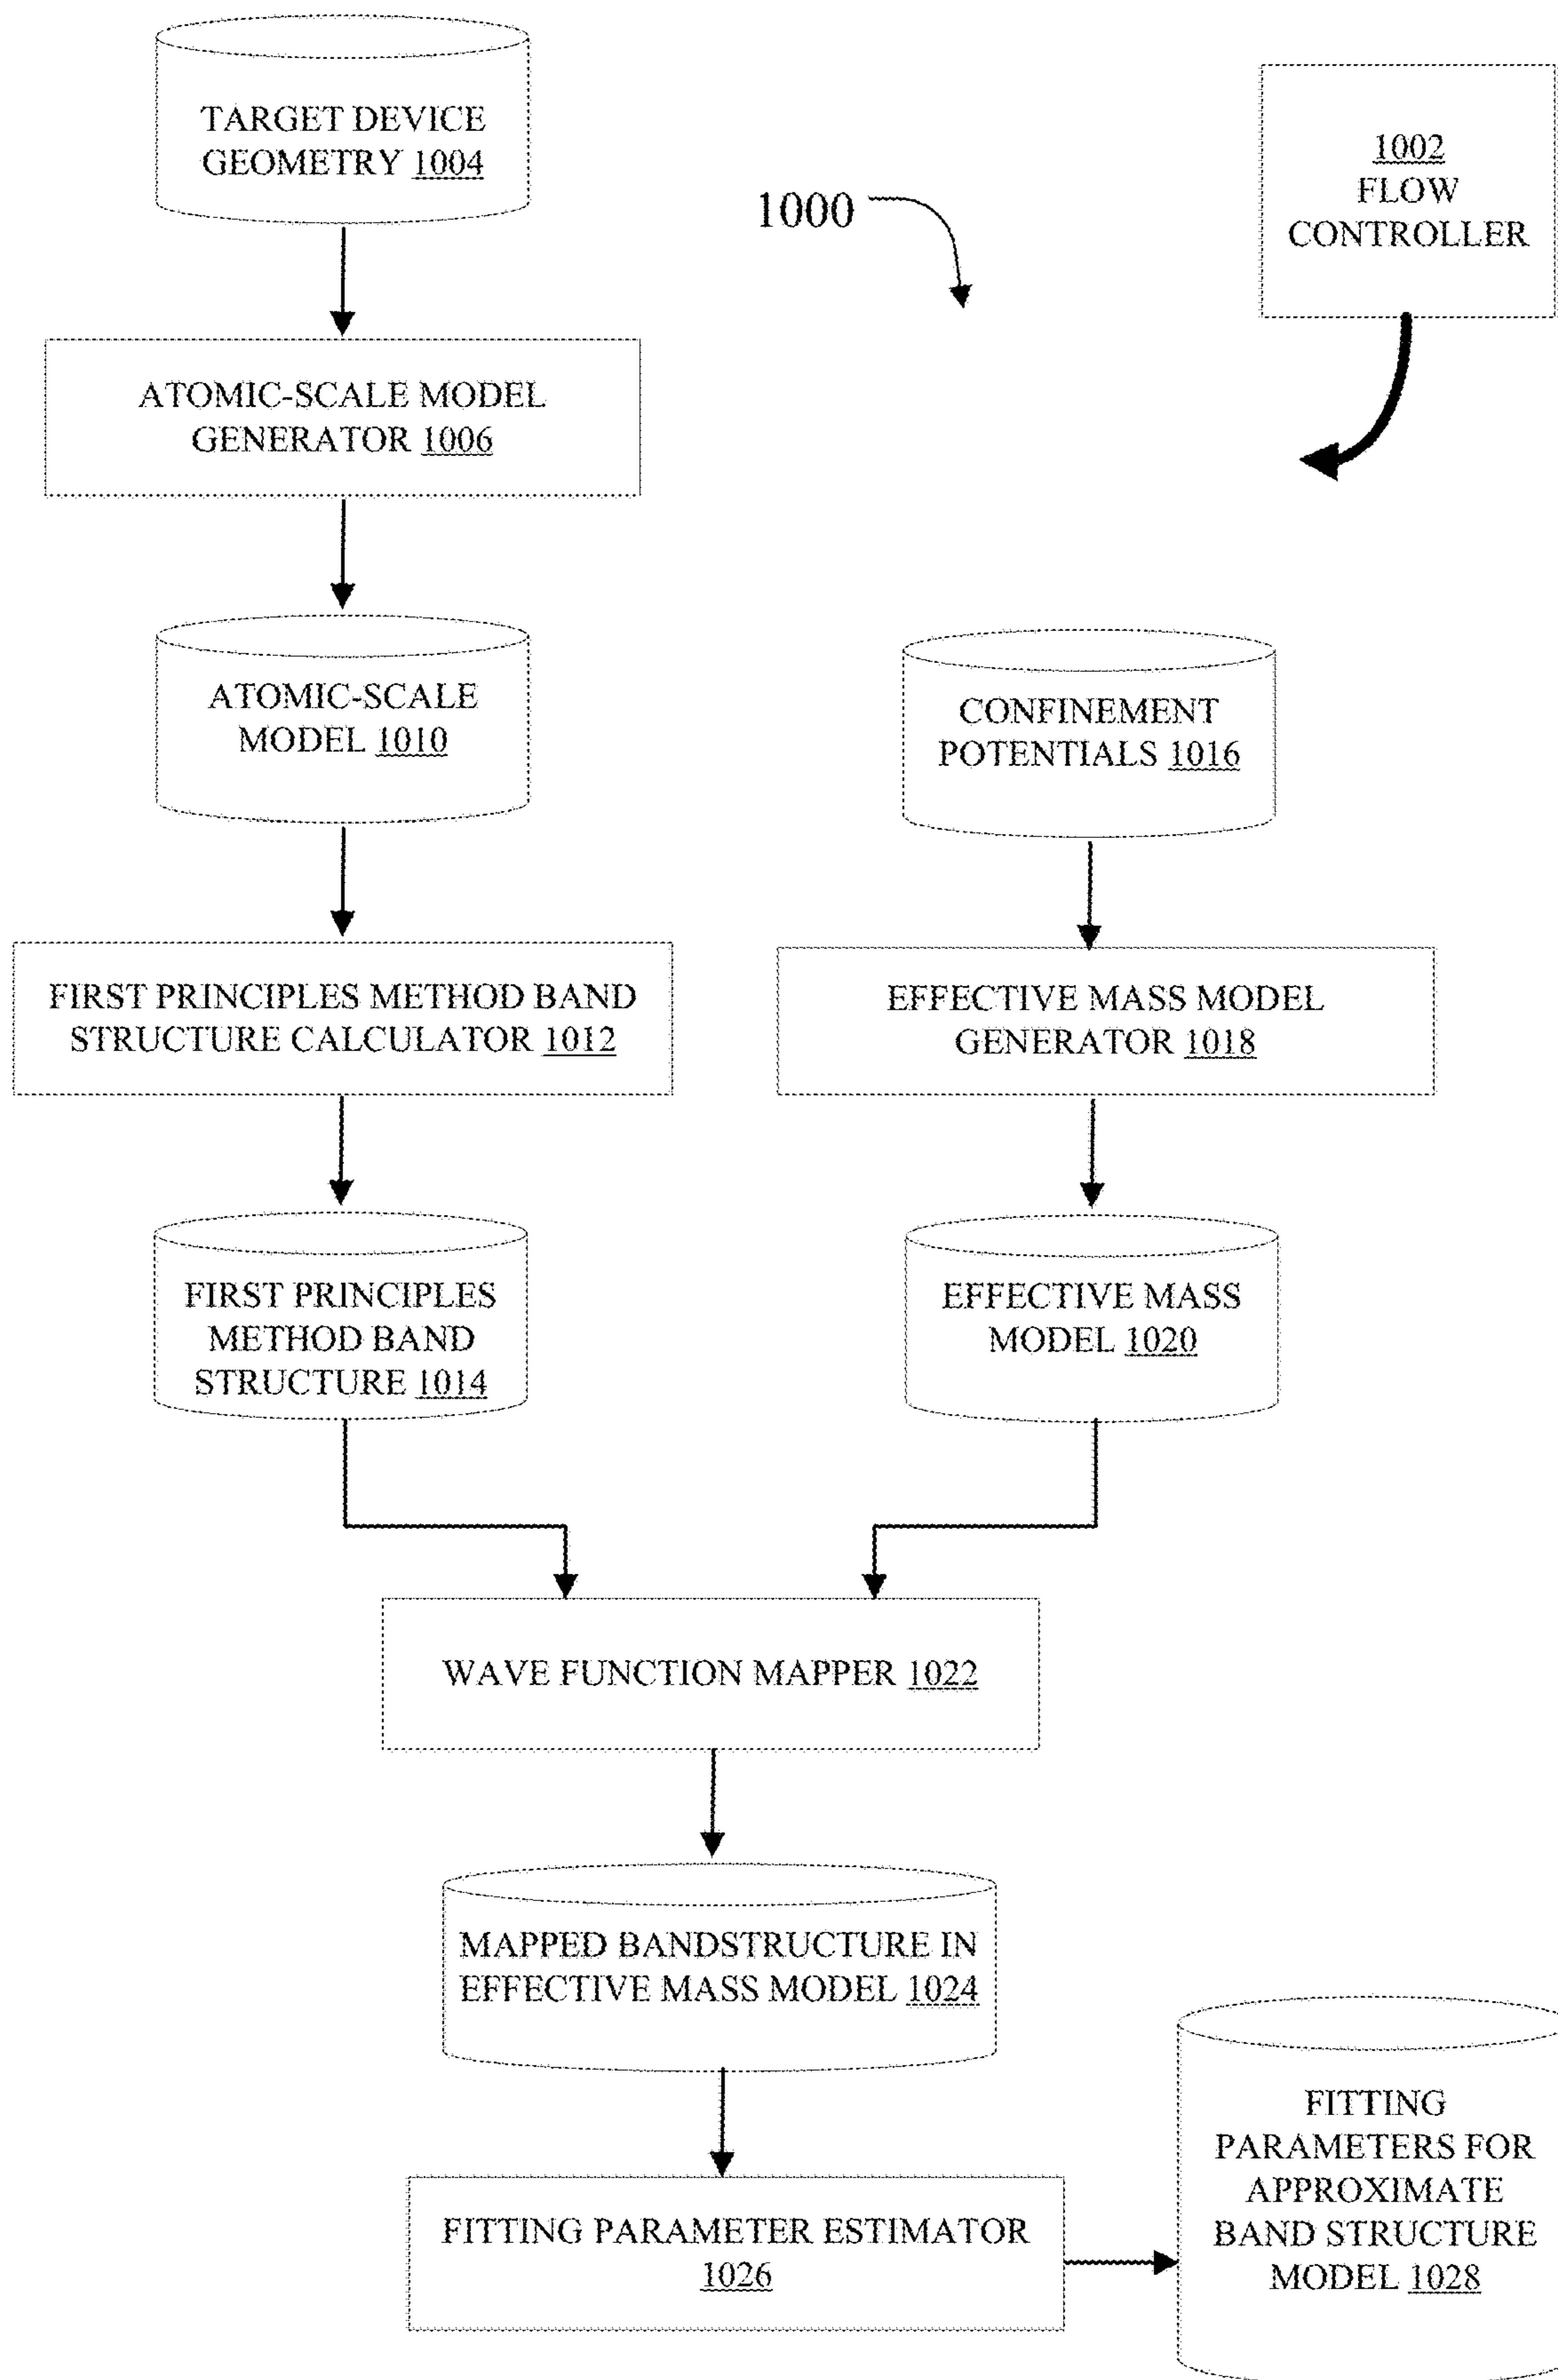 TARGET DEVICE
GEOMETRY 1004
1000
1002
FLOW
CONTROLLER
ATOMIC-SCALE MODEL
GENERATOR 1006
ATOMIC-SCALE
MODEL 1010
CONFINEMENT
POTENTIALS 1016
FIRST PRINCIPLES METHOD BAND
STRUCTURE CALCULATOR 1012
EFFECTIVE MASS MODEL
GENERATOR 1018
FIRST PRINCIPLES
METHOD BAND
STRUCTURE 1014
EFFECTIVE MASS
MODEL 1020
WAVE FUNCTION MAPPER 1022
MAPPED BANDSTRUCTURE IN
EFFECTIVE MASS MODEL 1024
FITTING PARAMETER ESTIMATOR
1026
FITTING
PARAMETERS FOR
APPROXIMATE
BAND STRUCTURE
MODEL 1028